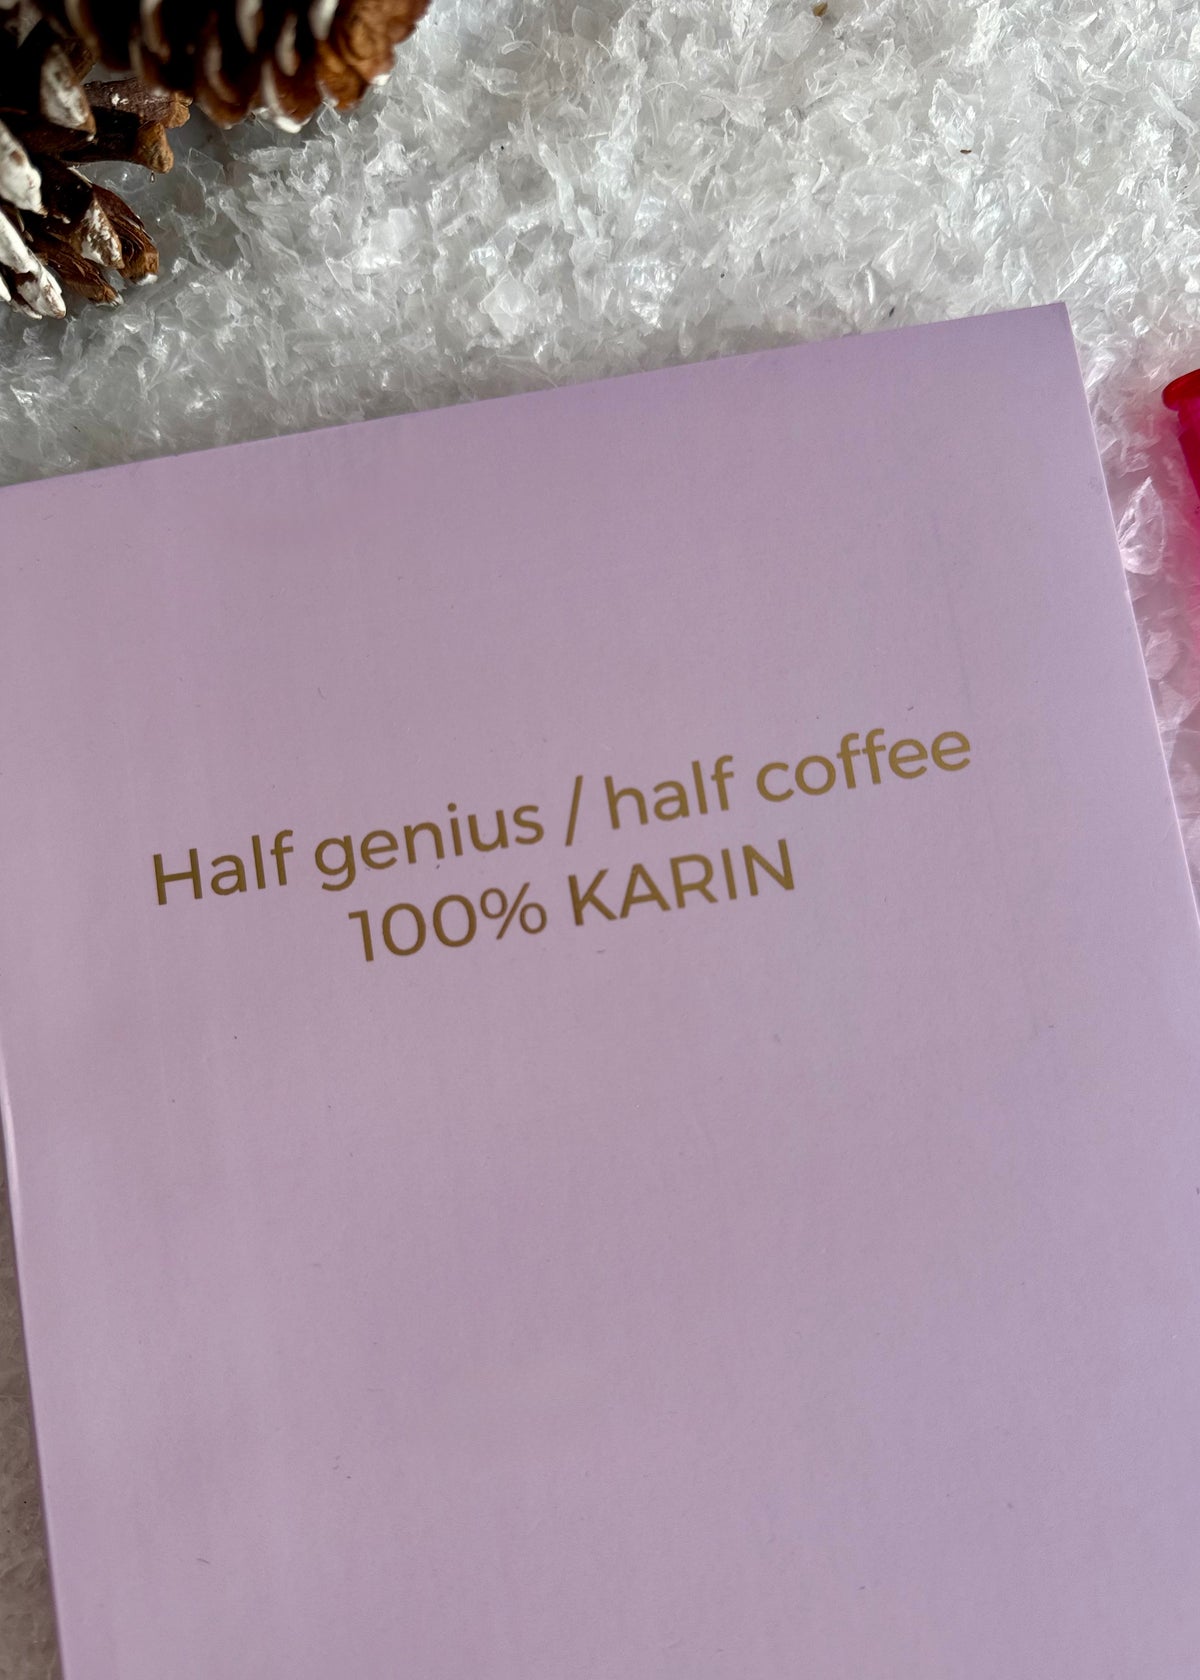 Half genius / half coffee
100% KARIN